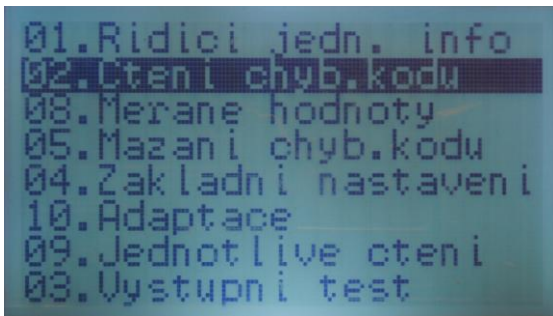 01.Ridici jedn. info
02.Cteni chyb.kodu
08.Merane hodnoty
05.Mazani chyb.kodu
04.Zakladni nastaveni
10.Adaptace
09.Jednotlive cteni
03.Vystupni test